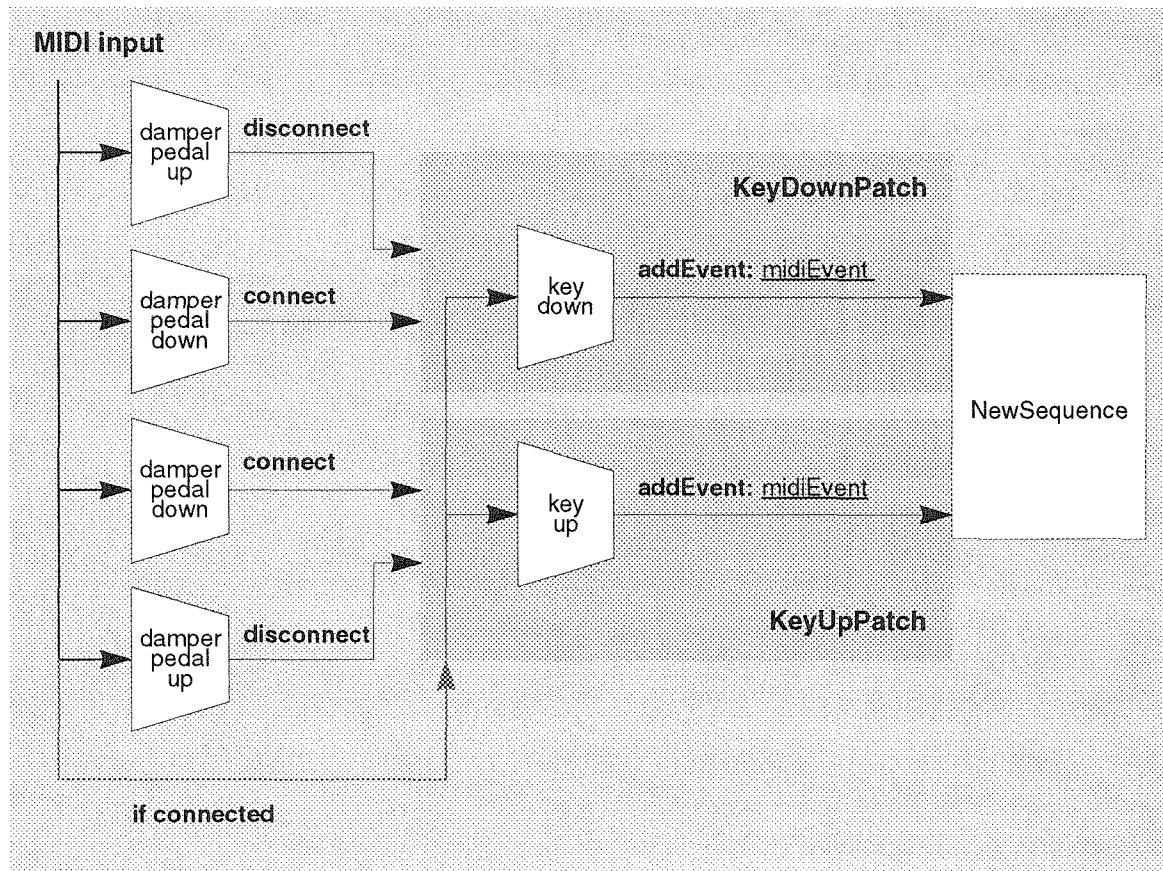 MIDI input
damper
pedal
up
disconnect
KeyDownPatch
damper
pedal
down
connect
key
down
addEvent: midiEvent
NewSequence
damper
pedal
down
connect
key
up
addEvent: midiEvent
damper
pedal
up
disconnect
KeyUpPatch
if connected